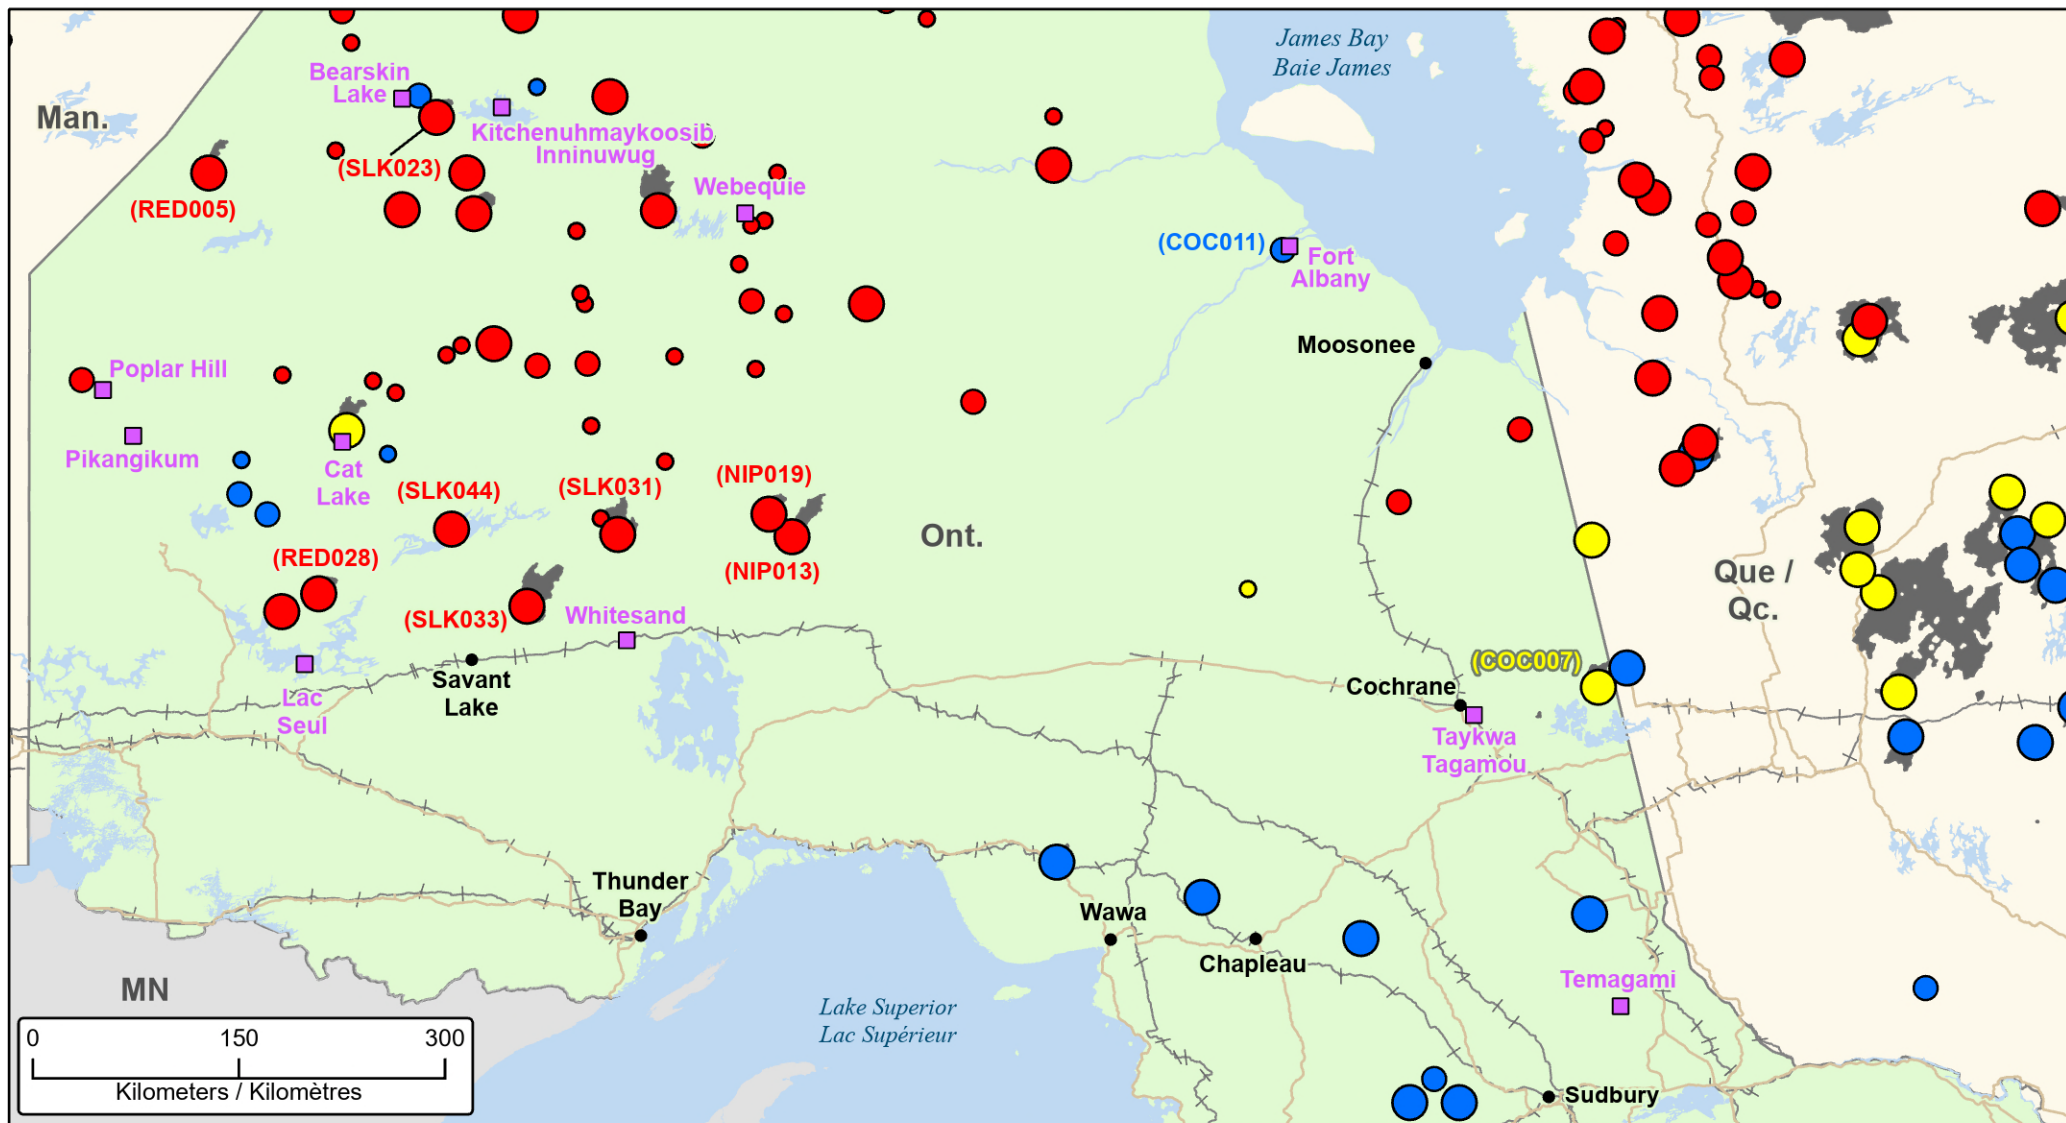 James Bay
Baie James
Bearskin
Lake
Man.
Kitchenuhmaykoosib
Inninuwug
(SLK023)
Webequie
(RED005)
(COC011)
Fort
Albany
Moosonee
Poplar Hill
Pikangikum
Cat
Lake
(SLK044)
(SLK031)
(NIP019)
Ont.
(RED028)
(NIP013)
Que /
Qc.
(SLK033)
Whitesand
(COC007)
Savant
Lake
Cochrane
Lac
Seul
Taykwa
Tagamou
Thunder
Bay
Wawa
Chapleau
Temagami
MN
Lake Superior
Lac Supérieur
0 150 300
Kilometers / Kilomètres
Sudbury